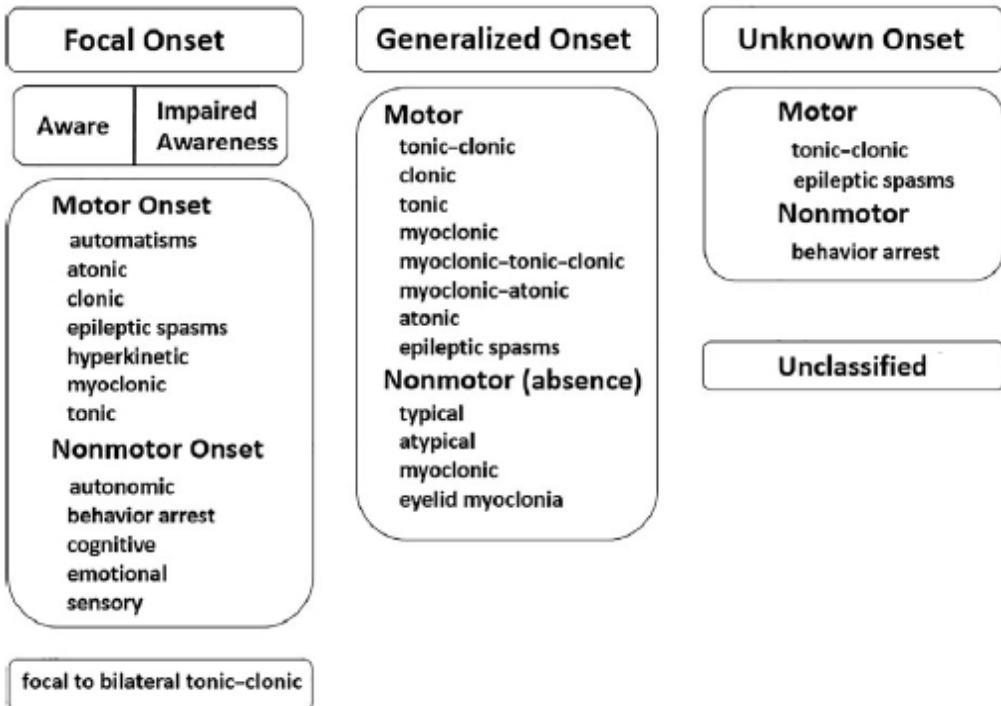 Focal Onset
Aware
Impaired
Awareness
Motor Onset
automatisms
atonic
clonic
epileptic spasms
hyperkinetic
myoclonic
tonic
Nonmotor Onset
autonomic
behavior arrest
cognitive
emotional
sensory
focal to bilateral tonic–clonic
Generalized Onset
Motor
tonic–clonic
clonic
tonic
myoclonic
myoclonic–tonic–clonic
myoclonic–atonic
atonic
epileptic spasms
Nonmotor (absence)
typical
atypical
myoclonic
eyelid myoclonia
Unknown Onset
Motor
tonic–clonic
epileptic spasms
Nonmotor
behavior arrest
Unclassified